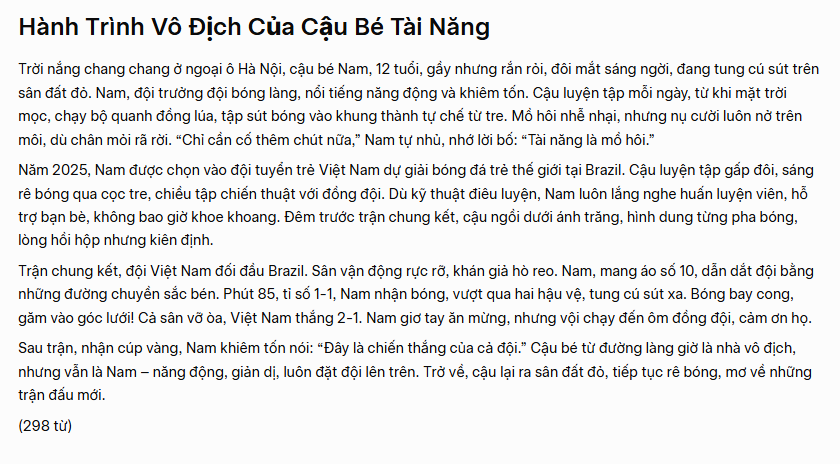 Hành Trình Vô Địch Của Cậu Bé Tài Năng
Trời nắng chang chang ở ngoại ô Hà Nội, cậu bé Nam, 12 tuổi, gầy nhưng rắn rỏi, đôi mắt sáng ngời, đang tung cú sút trên
sân đất đỏ. Nam, đội trưởng đội bóng làng, nổi tiếng năng động và khiêm tốn. Cậu luyện tập mỗi ngày, từ khi mặt trời
mọc, chạy bộ quanh đồng lúa, tập sút bóng vào khung thành tự chế từ tre. Mồ hôi nhễ nhại, nhưng nụ cười luôn nở trên
môi, dù chân mỏi rã rời. “Chỉ cần cố thêm chút nữa,” Nam tự nhủ, nhớ lời bố: “Tài năng là mồ hôi.”
Năm 2025, Nam được chọn vào đội tuyển trẻ Việt Nam dự giải bóng đá trẻ thế giới tại Brazil. Cậu luyện tập gấp đôi, sáng
rê bóng qua cọc tre, chiều tập chiến thuật với đồng đội. Dù kỹ thuật điêu luyện, Nam luôn lắng nghe huấn luyện viên, hỗ
trợ bạn bè, không bao giờ khoe khoang. Đêm trước trận chung kết, cậu ngồi dưới ánh trăng, hình dung từng pha bóng,
lòng hồi hộp nhưng kiên định.
Trận chung kết, đội Việt Nam đối đầu Brazil. Sân vận động rực rỡ, khán giả hò reo. Nam, mang áo số 10, dẫn dắt đội bằng
những đường chuyền sắc bén. Phút 85, tỉ số 1-1, Nam nhận bóng, vượt qua hai hậu vệ, tung cú sút xa. Bóng bay cong,
găm vào góc lưới! Cả sân vỡ òa, Việt Nam thắng 2-1. Nam giơ tay ăn mừng, nhưng vội chạy đến ôm đồng đội, cảm ơn họ.
Sau trận, nhận cúp vàng, Nam khiêm tốn nói: “Đây là chiến thắng của cả đội.” Cậu bé từ đường làng giờ là nhà vô địch,
nhưng vẫn là Nam – năng động, giản dị, luôn đặt đội lên trên. Trở về, cậu lại ra sân đất đỏ, tiếp tục rê bóng, mơ về những
trận đấu mới.
(298 từ)